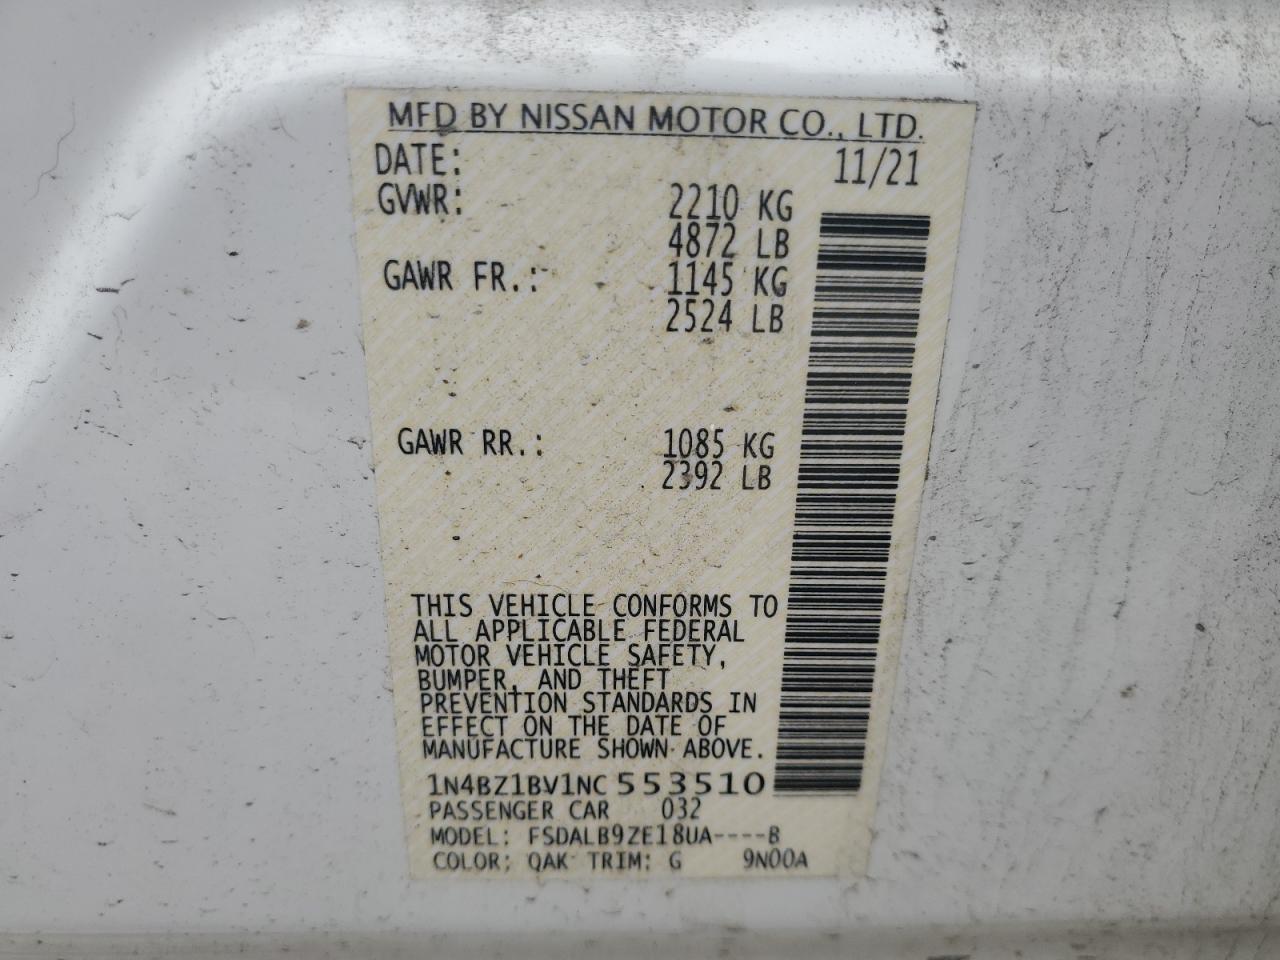 MFD BY NISSAN MOTOR CO., LTD.
DATE: 11/21
GVWR: 2210 KG
4872 LB
GAWR FR.: 1145 KG
2524 LB
GAWR RR.: 1085 KG
2392 LB
THIS VEHICLE CONFORMS TO
ALL APPLICABLE FEDERAL
MOTOR VEHICLE SAFETY,
BUMPER, AND THEFT
PREVENTION STANDARDS IN
EFFECT ON THE DATE OF
MANUFACTURE SHOWN ABOVE.
1N4BZ1BV1NC553510
PASSENGER CAR 032
MODEL: FSDALB9ZE18UA----B
COLOR: QAK TRIM: G 9N00A